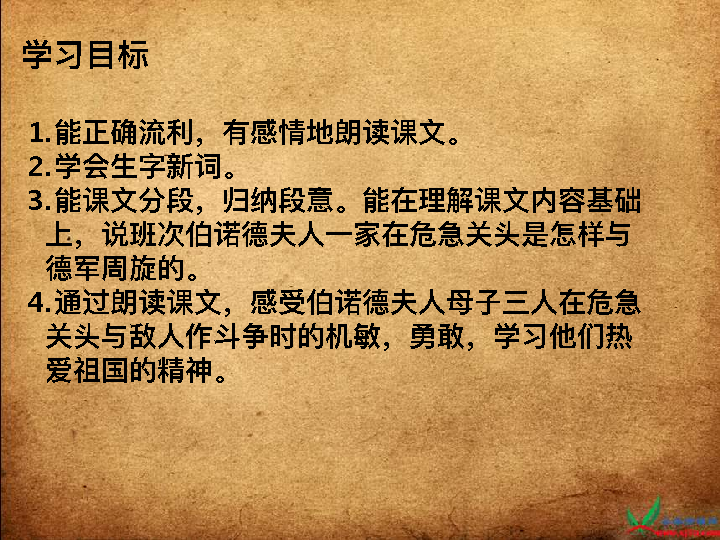 学习目标
1.能正确流利，有感情地朗读课文。
2.学会生字新词。
3.能课文分段，归纳段意。能在理解课文内容基础
上，说班次伯诺德夫人一家在危急关头是怎样与
德军周旋的。
4.通过朗读课文，感受伯诺德夫人母子三人在危急
关头与敌人作斗争时的机敏，勇敢，学习他们热
爱祖国的精神。